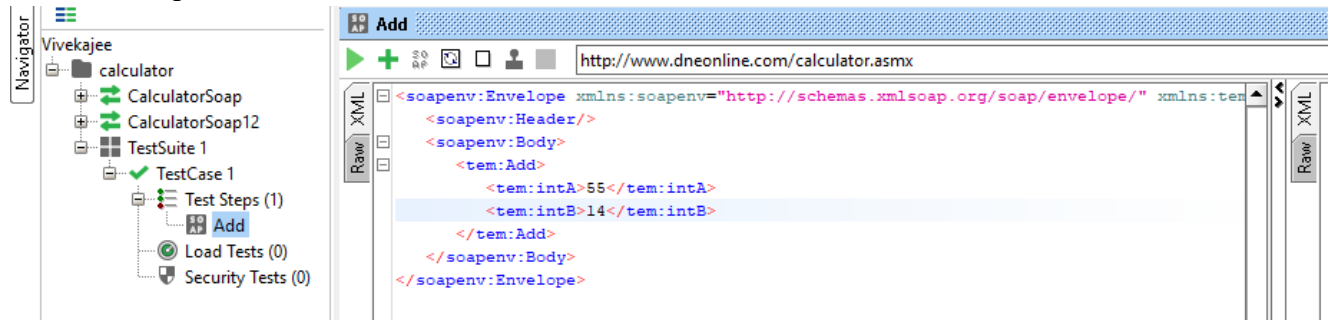 Navigator
Vivekajee
calculator
CalculatorSoap
CalculatorSoap12
TestSuite 1
TestCase 1
Test Steps (1)
SOAP Add
Load Tests (0)
Security Tests (0)
SOAP Add
SOAP
http://www.dneonline.com/calculator.asmx
XML
Raw
<soapenv:Envelope xmlns:soapenv="http://schemas.xmlsoap.org/soap/envelope/" xmlns:tem
<soapenv:Header/>
<soapenv:Body>
<tem:Add>
<tem:intA>55</tem:intA>
<tem:intB>14</tem:intB>
</tem:Add>
</soapenv:Body>
</soapenv:Envelope>
XML
Raw